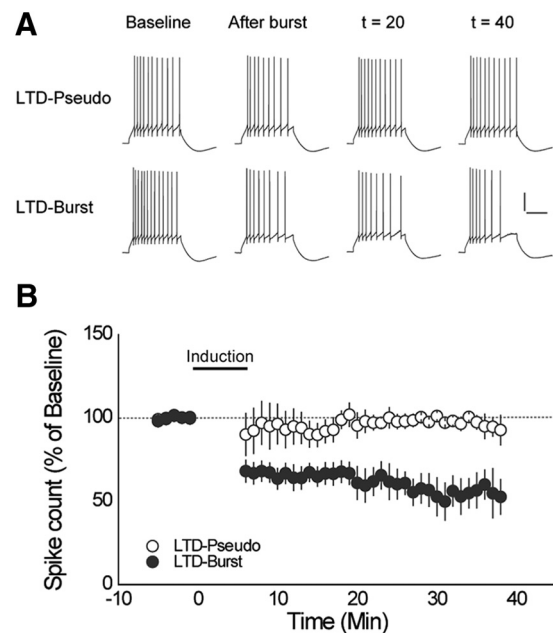 A
Baseline After burst t = 20 t = 40
LTD-Pseudo
LTD-Burst
B
Spike count (% of Baseline)
150
100
50
0
Induction
LTD-Pseudo
LTD-Burst
-10 0 10 20 30 40
Time (Min)